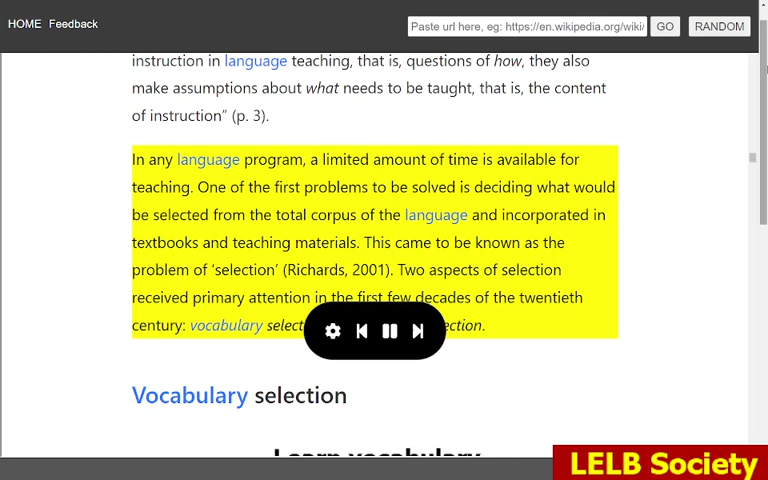 HOME Feedback
Paste url here, eg: https://en.wikipedia.org/wiki/
GO
RANDOM
instruction in language teaching, that is, questions of how, they also
make assumptions about what needs to be taught, that is, the content
of instruction” (p. 3).
In any language program, a limited amount of time is available for
teaching. One of the first problems to be solved is deciding what would
be selected from the total corpus of the language and incorporated in
textbooks and teaching materials. This came to be known as the
problem of ‘selection’ (Richards, 2001). Two aspects of selection
received primary attention in the first few decades of the twentieth
century: vocabulary
Vocabulary selection
Learn vocabulary
LELB Society